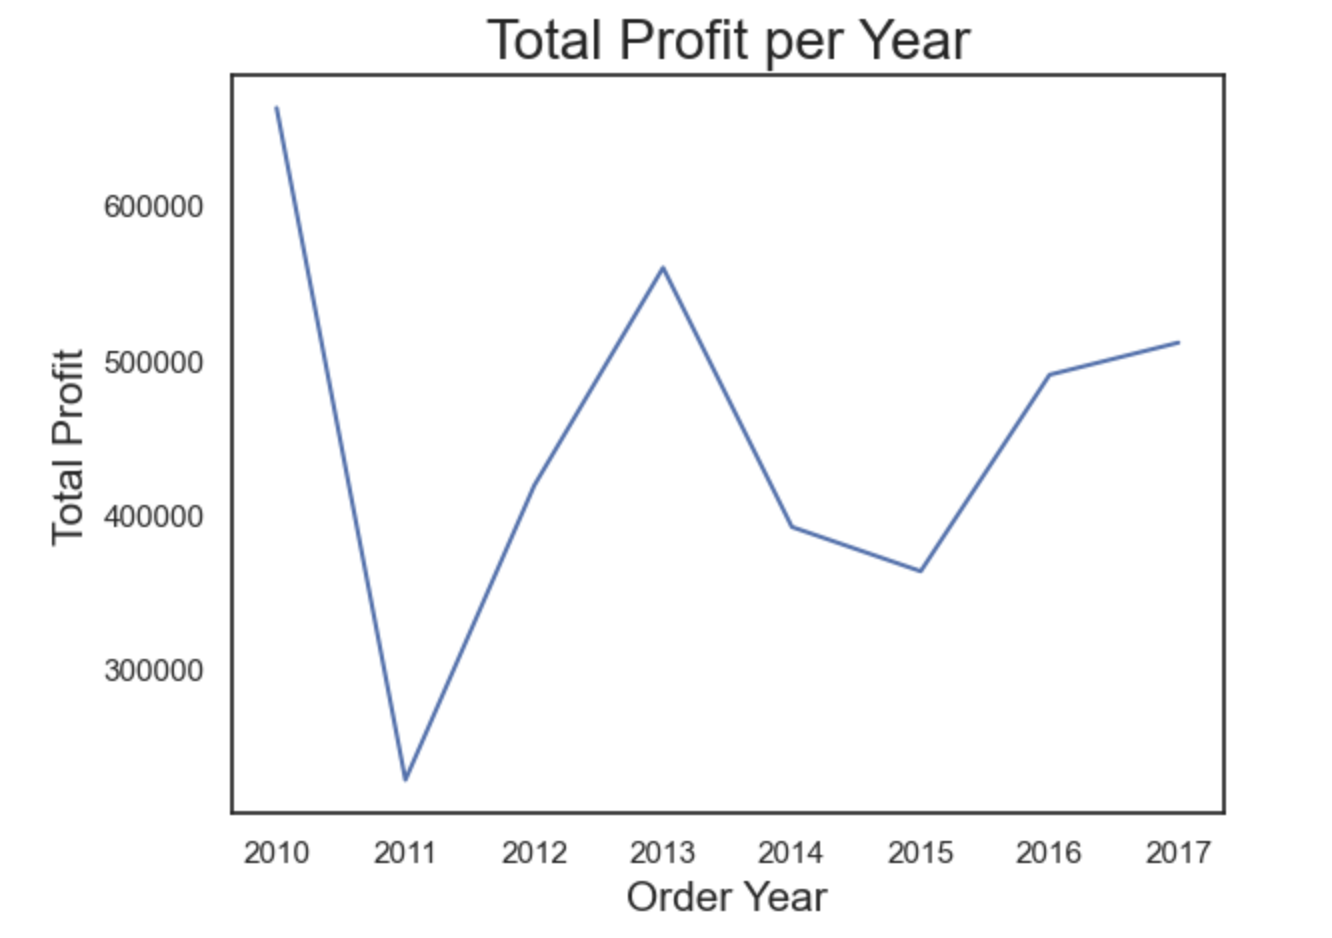 Total Profit per Year
600000
500000
400000
300000
Total Profit
2010 2011 2012 2013 2014 2015 2016 2017
Order Year